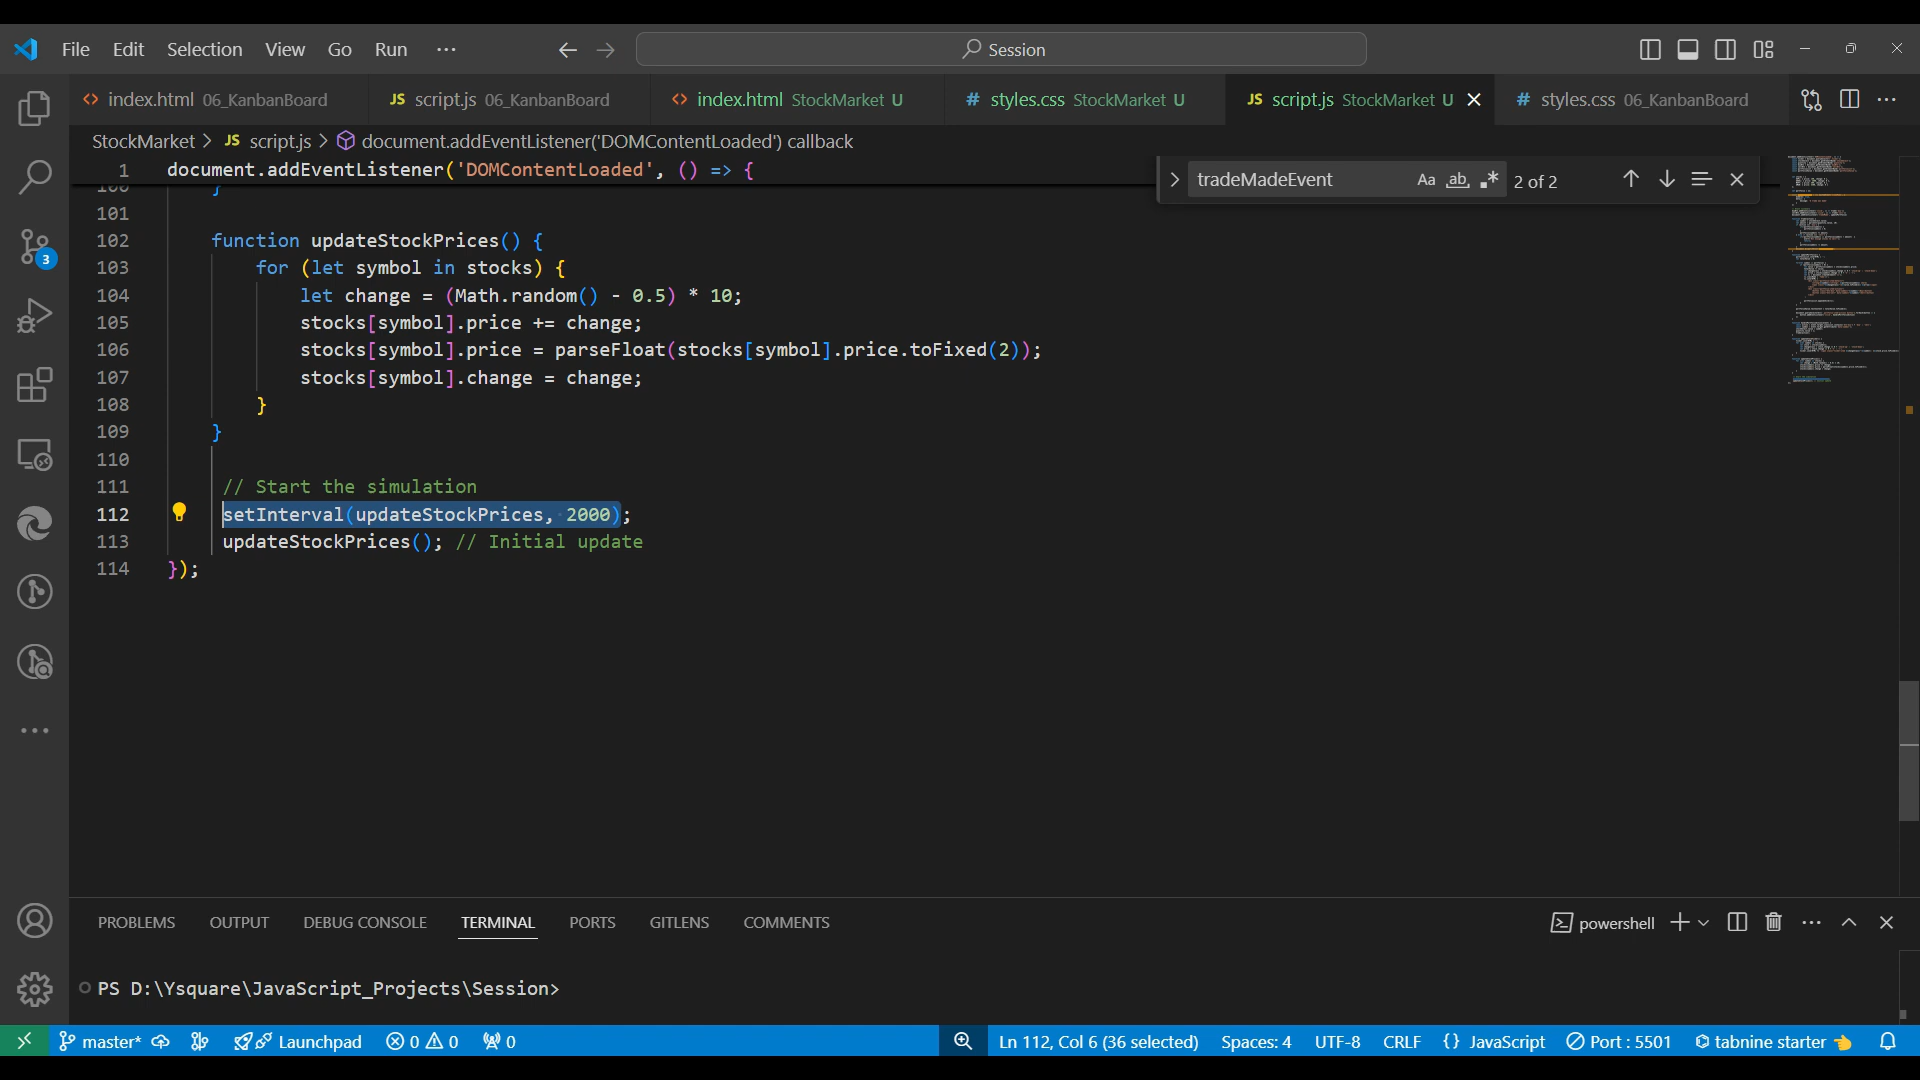 File Edit Selection View Go Run ··· Session
index.html 06_KanbanBoard JS script.js 06_KanbanBoard index.html StockMarket U # styles.css StockMarket U JS script.js StockMarket U # styles.css 06_KanbanBoard
StockMarket > JS script.js > document.addEventListener('DOMContentLoaded') callback
1 document.addEventListener('DOMContentLoaded', () => {
tradeMadeEvent Aa ab 2 of 2
100 }
101
102 function updateStockPrices() {
103 for (let symbol in stocks) {
104 let change = (Math.random() - 0.5) * 10;
105 stocks[symbol].price += change;
106 stocks[symbol].price = parseFloat(stocks[symbol].price.toFixed(2));
107 stocks[symbol].change = change;
108 }
109 }
110
111 // Start the simulation
112 setInterval(updateStockPrices, 2000);
113 updateStockPrices(); // Initial update
114 });
3
PROBLEMS OUTPUT DEBUG CONSOLE TERMINAL PORTS GITLENS COMMENTS powershell
PS D:\Ysquare\JavaScript_Projects\Session>
master* Launchpad 0 0 0 Ln 112, Col 6 (36 selected) Spaces: 4 UTF-8 CRLF {} JavaScript Port : 5501 tabnine starter